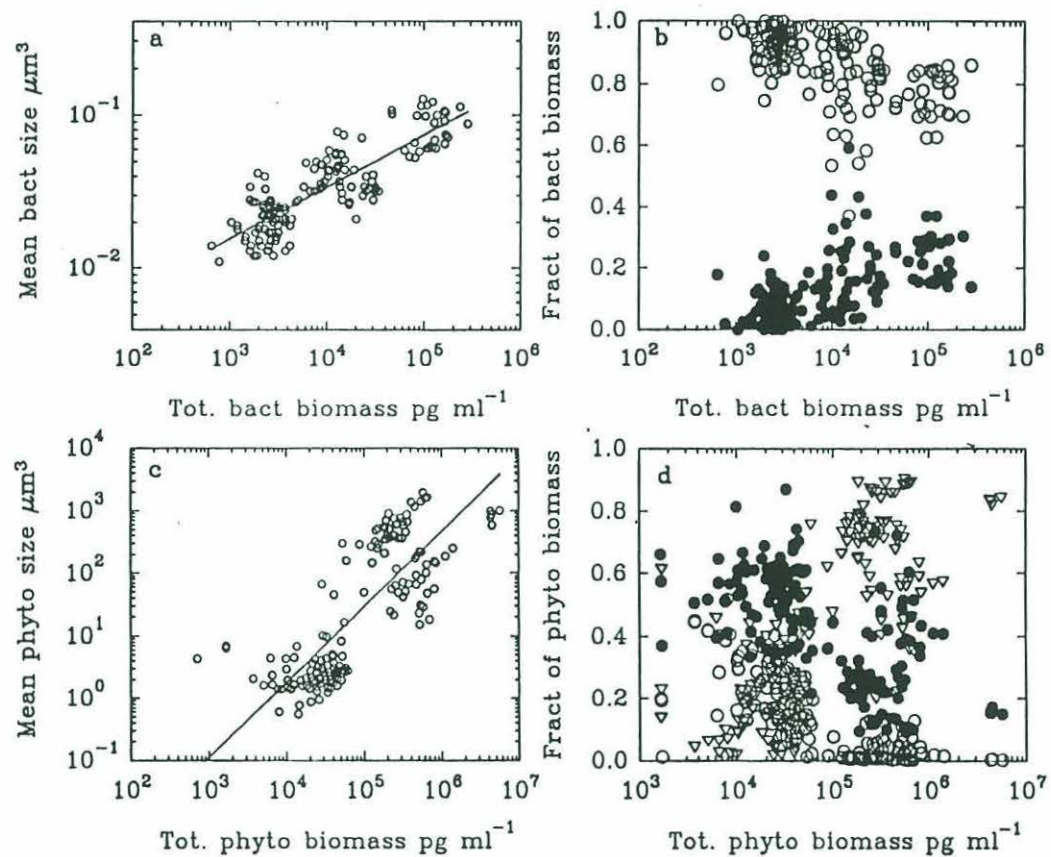 a
Mean bact size μm³
10⁻¹
10⁻²
10² 10³ 10⁴ 10⁵ 10⁶
Tot. bact biomass pg ml⁻¹
b
Fract of bact biomass
1.0
0.8
0.6
0.4
0.2
0.0
10² 10³ 10⁴ 10⁵ 10⁶
Tot. bact biomass pg ml⁻¹
c
Mean phyto size μm³
10⁴
10³
10²
10¹
10⁰
10⁻¹
10² 10³ 10⁴ 10⁵ 10⁶ 10⁷
Tot. phyto biomass pg ml⁻¹
d
Fract of phyto biomass
1.0
0.8
0.6
0.4
0.2
0.0
10³ 10⁴ 10⁵ 10⁶ 10⁷
Tot. phyto biomass pg ml⁻¹